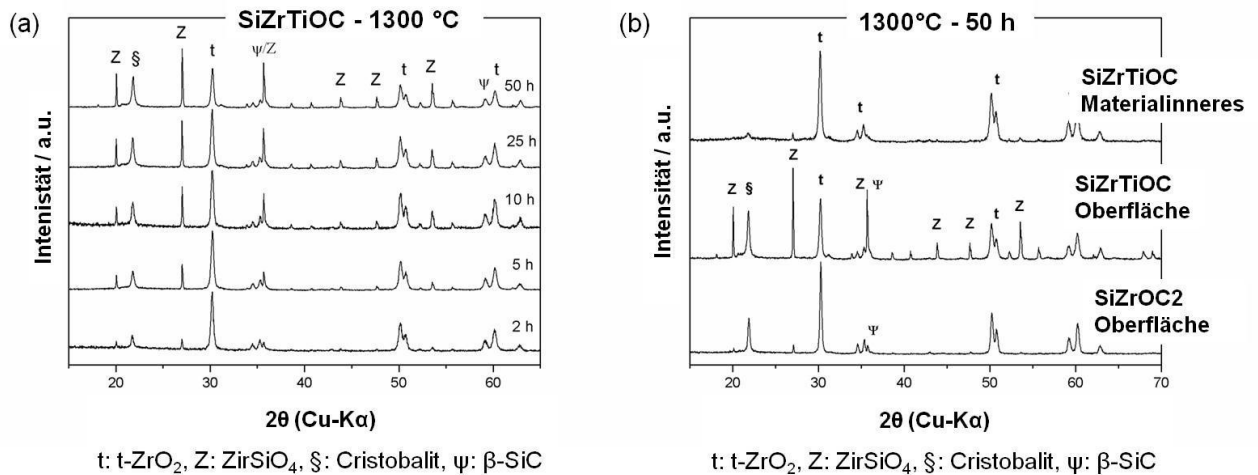 (a)
SiZrTiOC - 1300 °C
Z § Z t ψ/Z Z Z t Z ψ t
50 h
25 h
10 h
5 h
2 h
Intenistät / a.u.
20 30 40 50 60
2θ (Cu-Kα)
t: t-ZrO₂, Z: ZirSiO₄, §: Cristobalit, ψ: β-SiC
(b)
1300°C - 50 h
t t t
SiZrTiOC
Materialinneres
Z § Z t Z Ψ Z Z t Z
SiZrTiOC
Oberfläche
Ψ
SiZrOC2
Oberfläche
Intensität / a.u.
20 30 40 50 60 70
2θ (Cu-Kα)
t: t-ZrO₂, Z: ZirSiO₄, §: Cristobalit, ψ: β-SiC